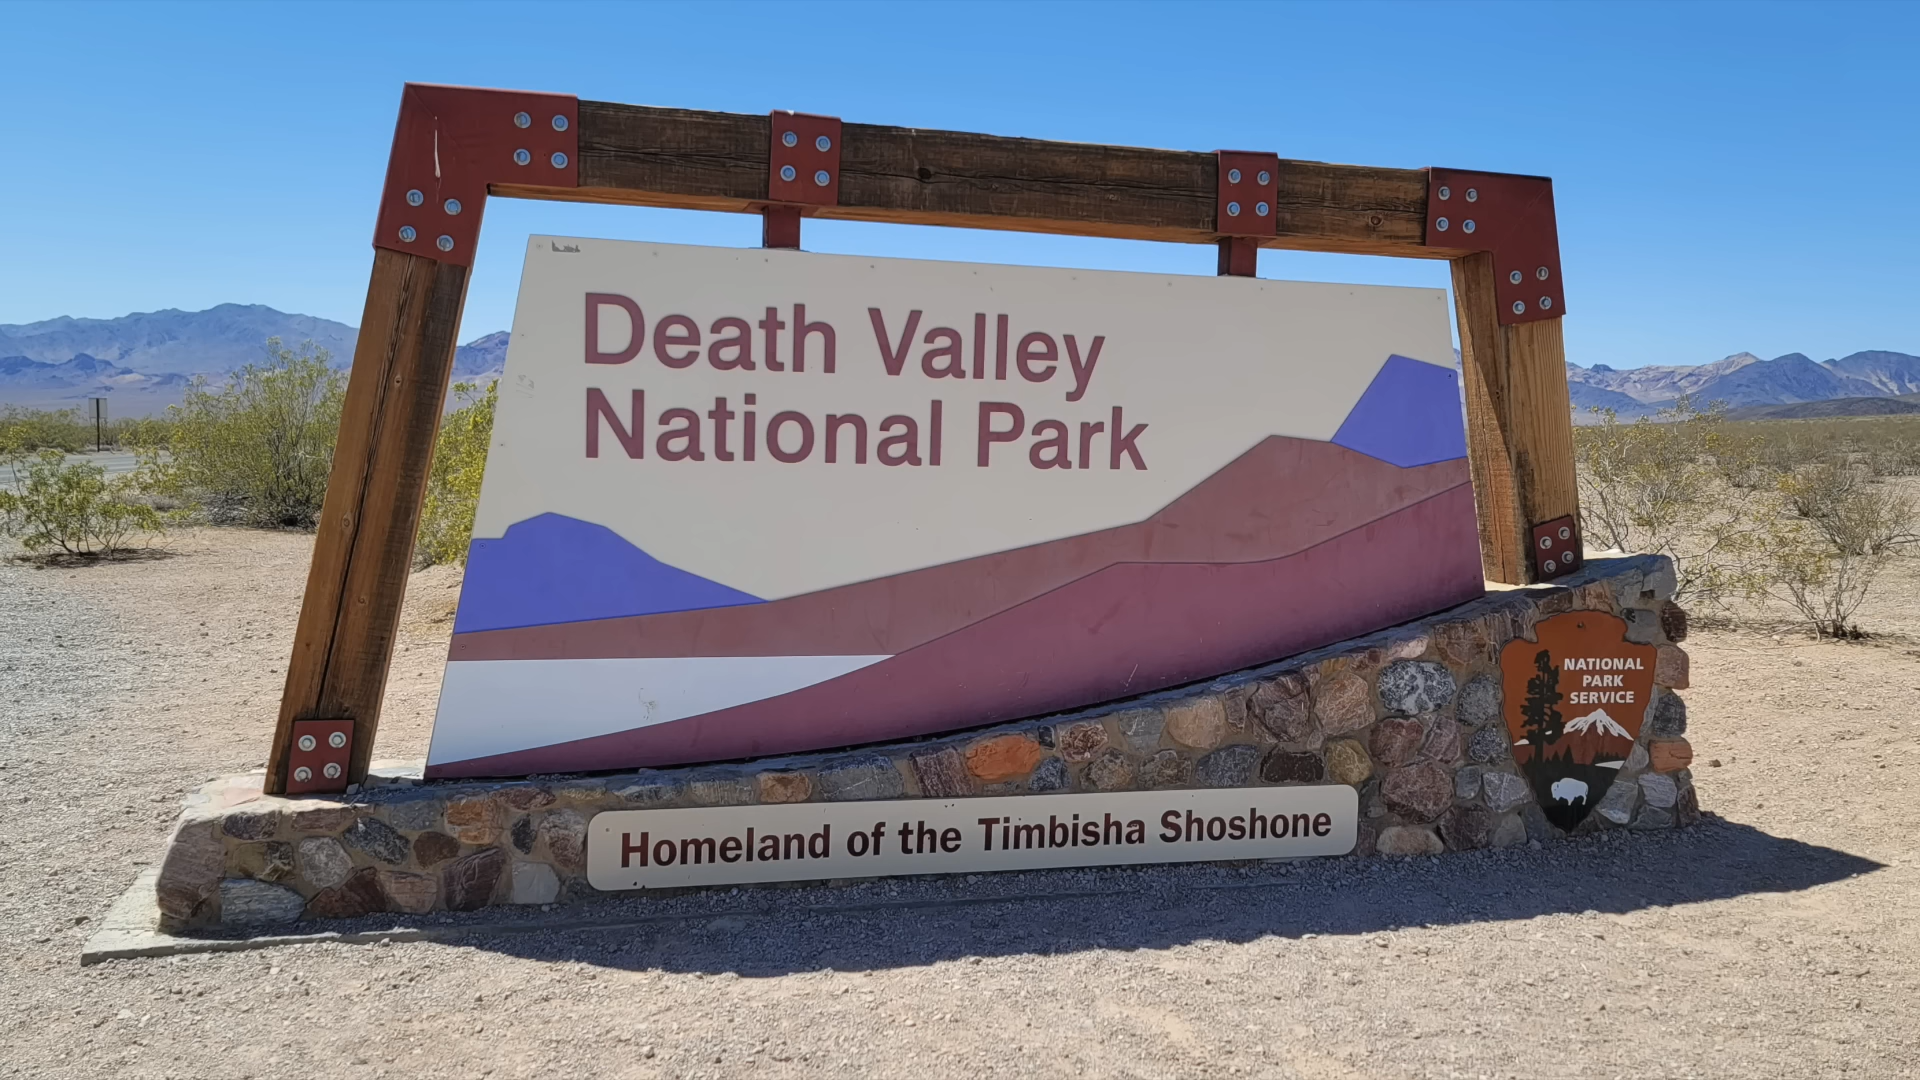 Death Valley
National Park
NATIONAL
PARK
SERVICE
Homeland of the Timbisha Shoshone